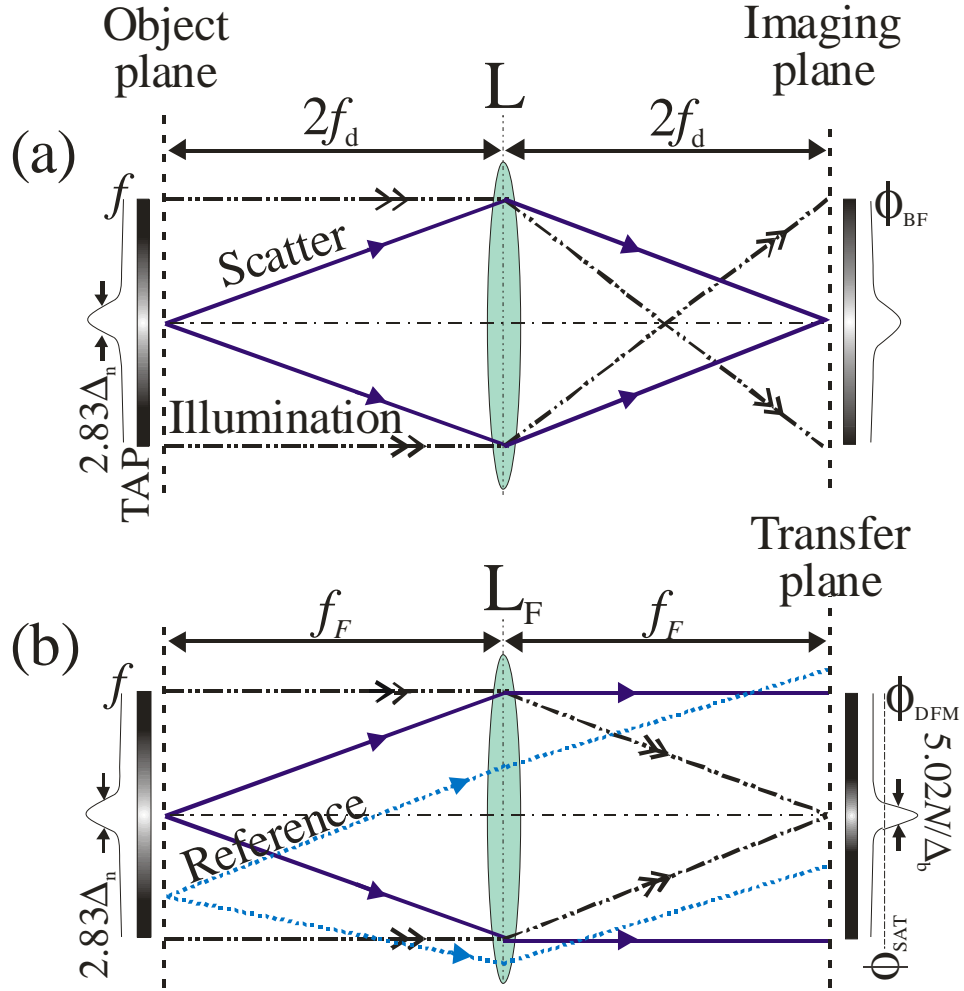 Object
plane
Imaging
plane
L
2f_d
2f_d
(a)
f
ϕ_BF
Scatter
2.83Δ_n
Illumination
TAP
Transfer
plane
L_F
f_F
f_F
(b)
f
ϕ_DFM
5.02N/Δ_b
Reference
2.83Δ_n
ϕ_SAT